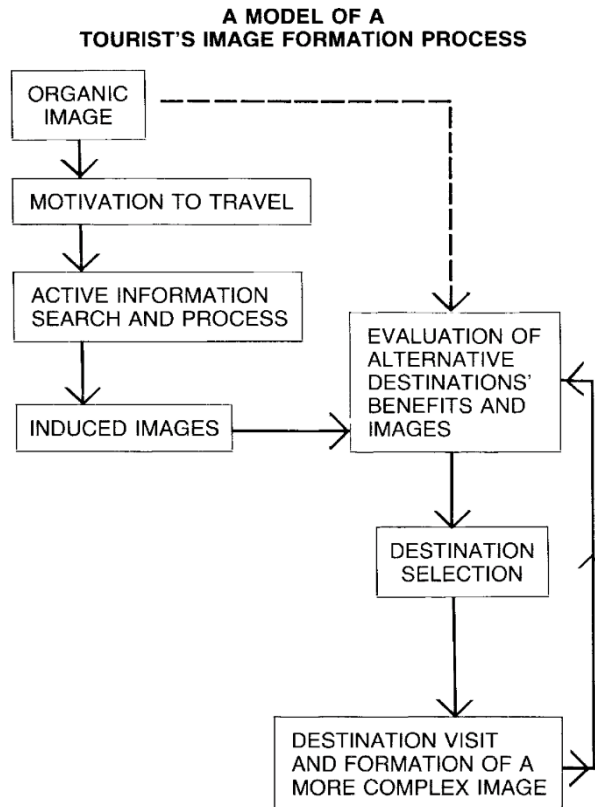 A MODEL OF A
TOURIST'S IMAGE FORMATION PROCESS
ORGANIC
IMAGE
MOTIVATION TO TRAVEL
ACTIVE INFORMATION
SEARCH AND PROCESS
INDUCED IMAGES
EVALUATION OF
ALTERNATIVE
DESTINATIONS'
BENEFITS AND
IMAGES
DESTINATION
SELECTION
DESTINATION VISIT
AND FORMATION OF A
MORE COMPLEX IMAGE